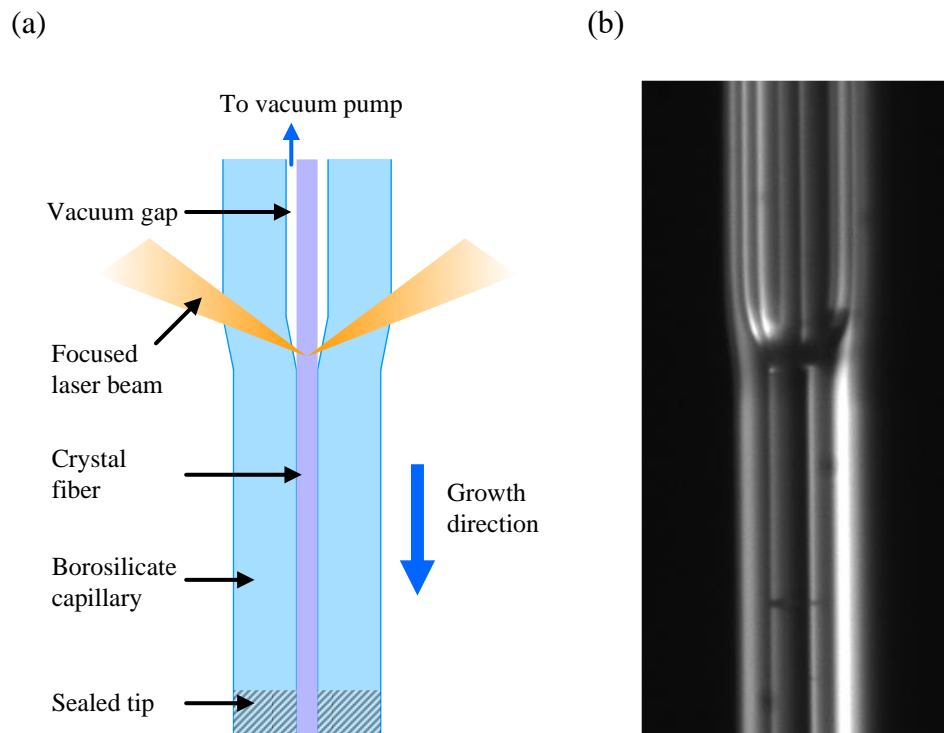 (a)
(b)
To vacuum pump
Vacuum gap
Focused
laser beam
Crystal
fiber
Growth
direction
Borosilicate
capillary
Sealed tip